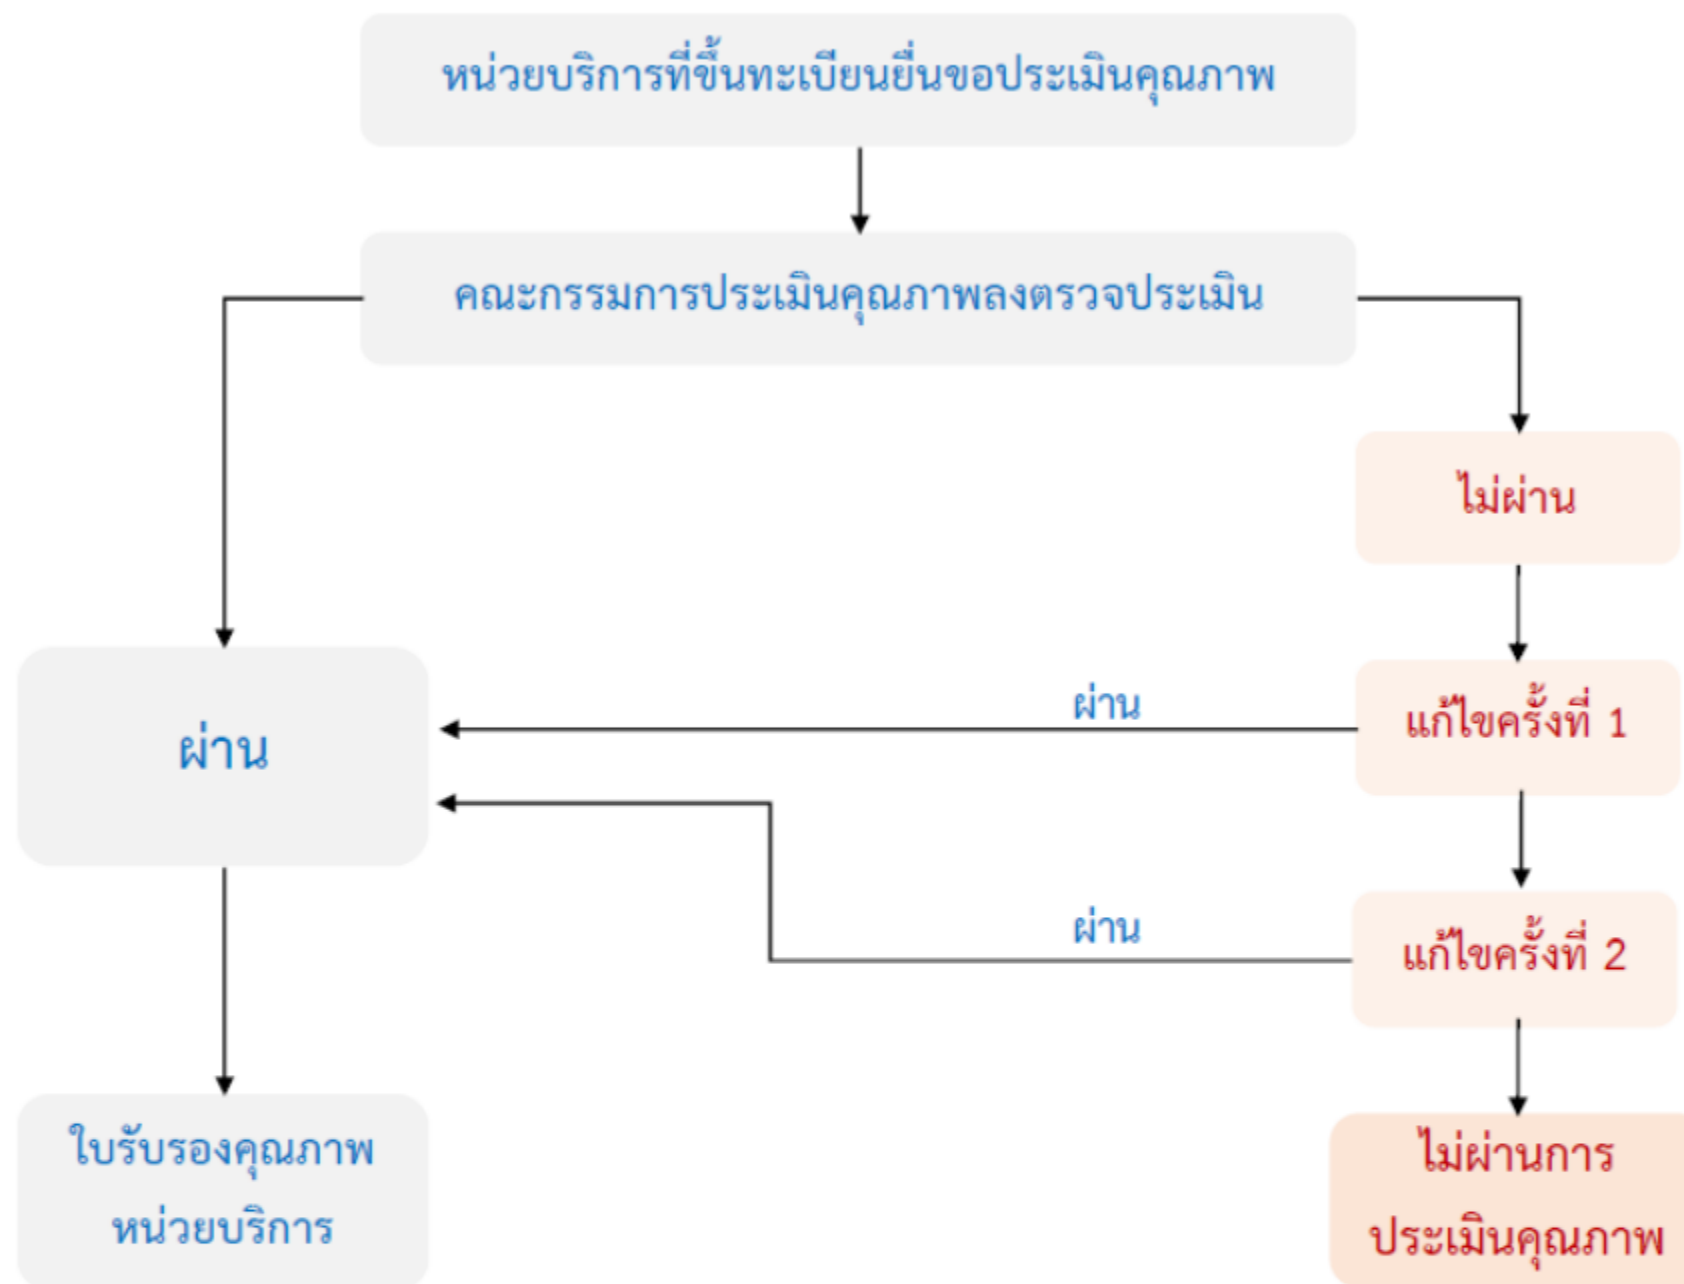 หน่วยบริการที่ขึ้นทะเบียนยื่นขอประเมินคุณภาพ
คณะกรรมการประเมินคุณภาพลงตรวจประเมิน
ไม่ผ่าน
ผ่าน
แก้ไขครั้งที่ 1
ผ่าน
ผ่าน
แก้ไขครั้งที่ 2
ใบรับรองคุณภาพ
หน่วยบริการ
ไม่ผ่านการ
ประเมินคุณภาพ